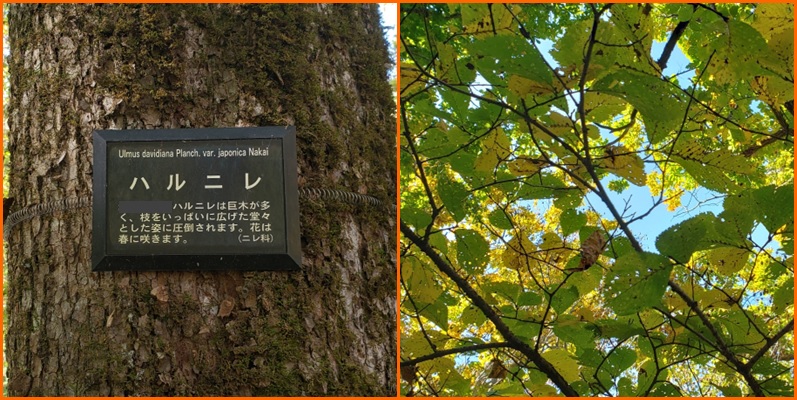 Ulmus davidiana Planch. var. japonica Nakai
ハルニレ
ハルニレは巨木が多
く、枝をいっぱいに広げた堂々
とした姿に圧倒されます。花は
春に咲きます。 (ニレ科)